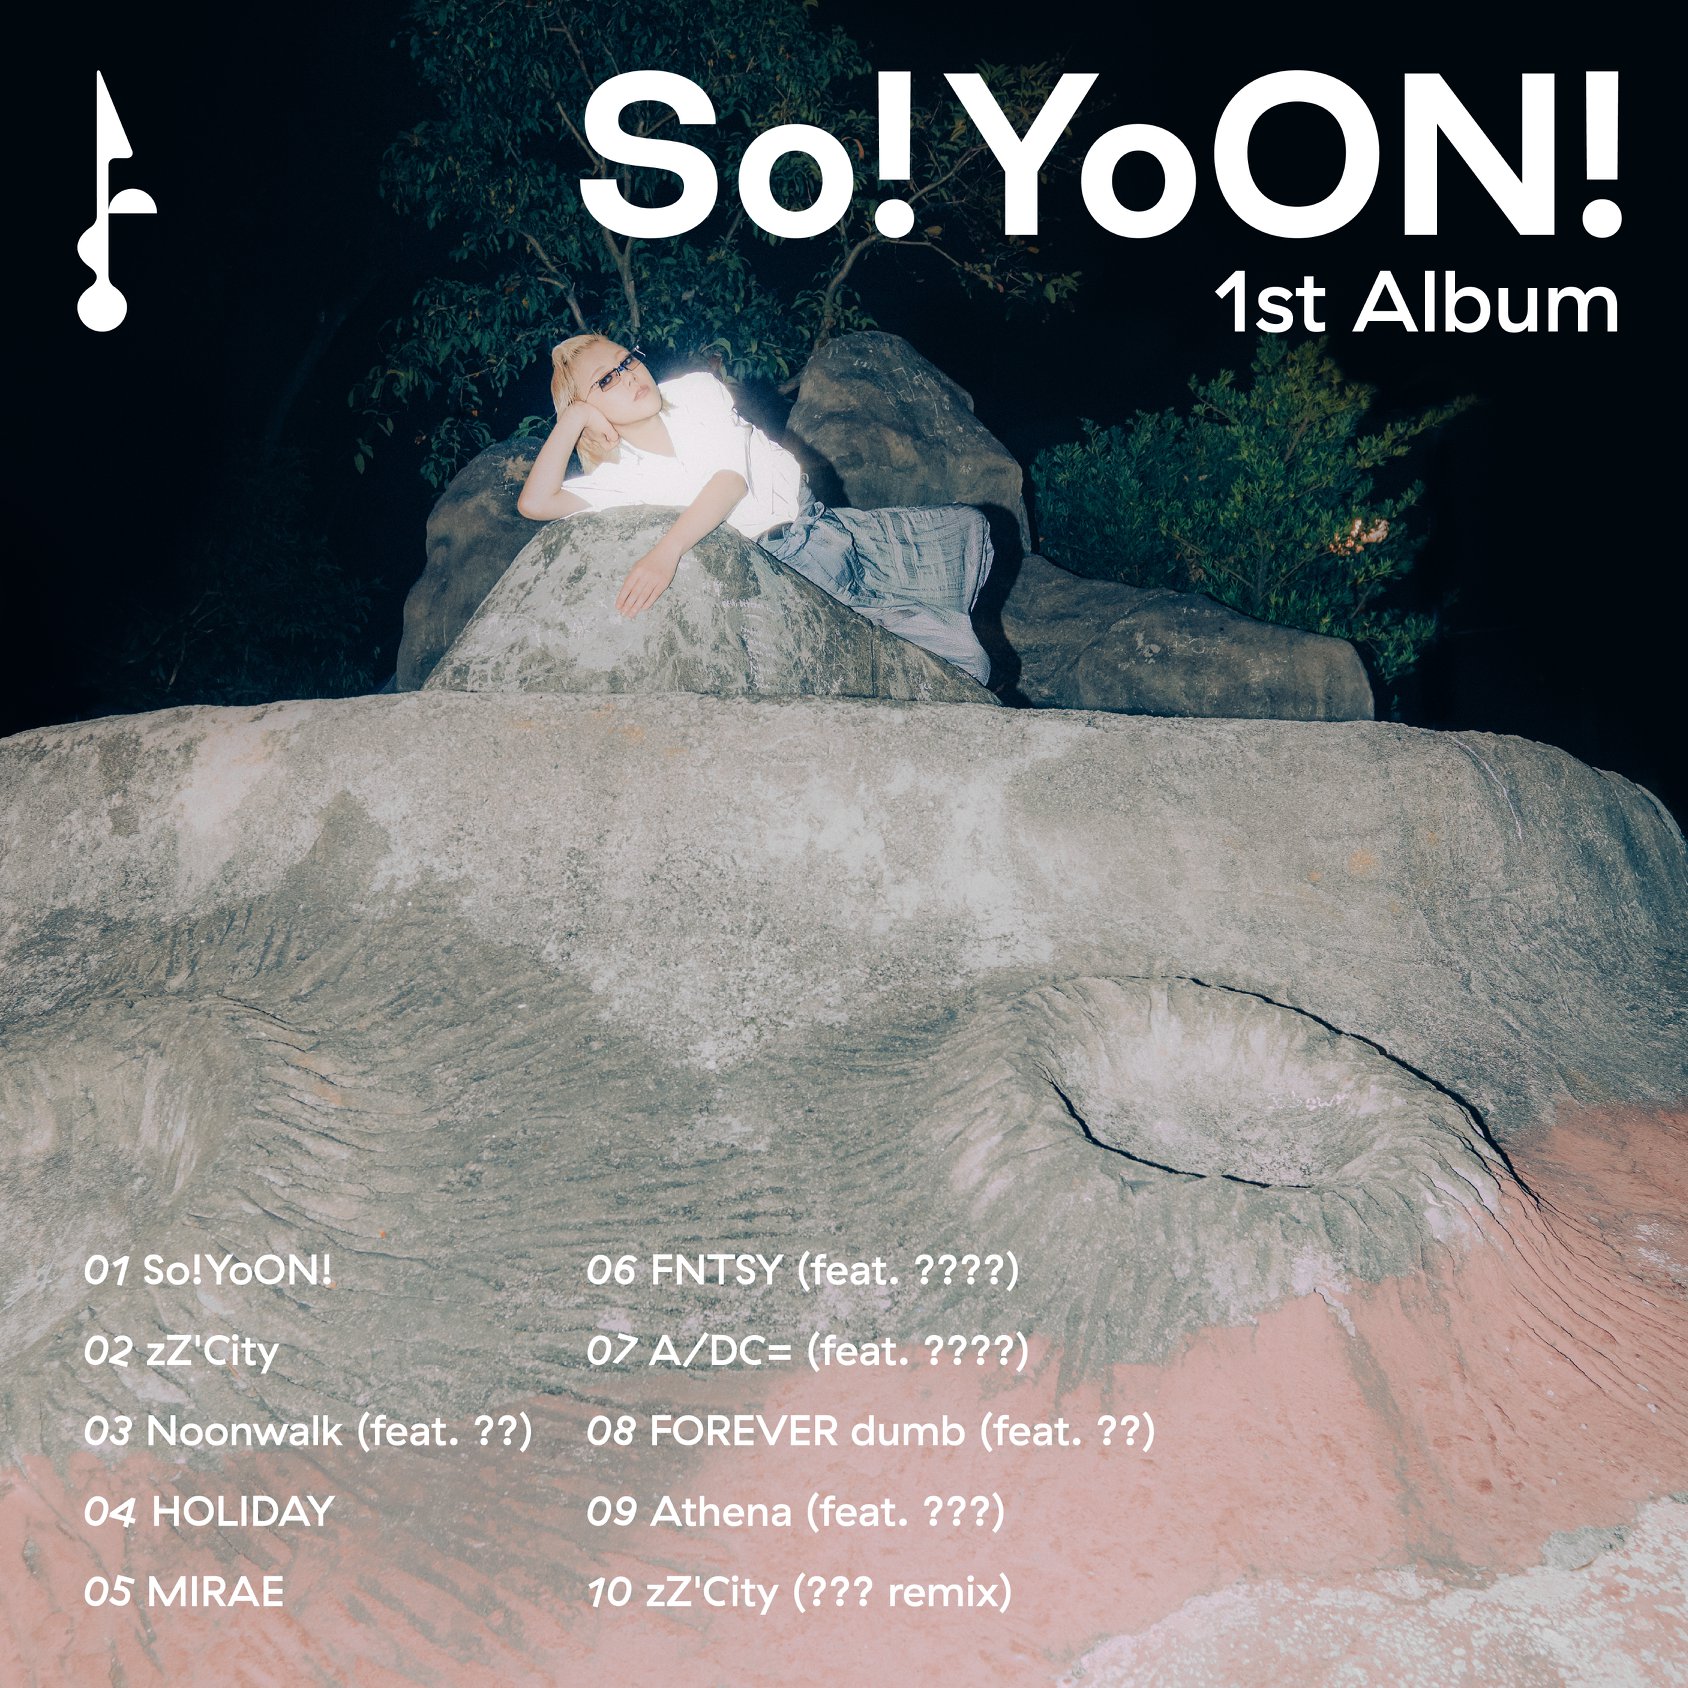 So!YoON!
1st Album
01 So!YoON!
02 zZ'City
03 Noonwalk (feat. ??)
04 HOLIDAY
05 MIRAE
06 FNTSY (feat. ????)
07 A/DC= (feat. ????)
08 FOREVER dumb (feat. ??)
09 Athena (feat. ???)
10 zZ'City (??? remix)